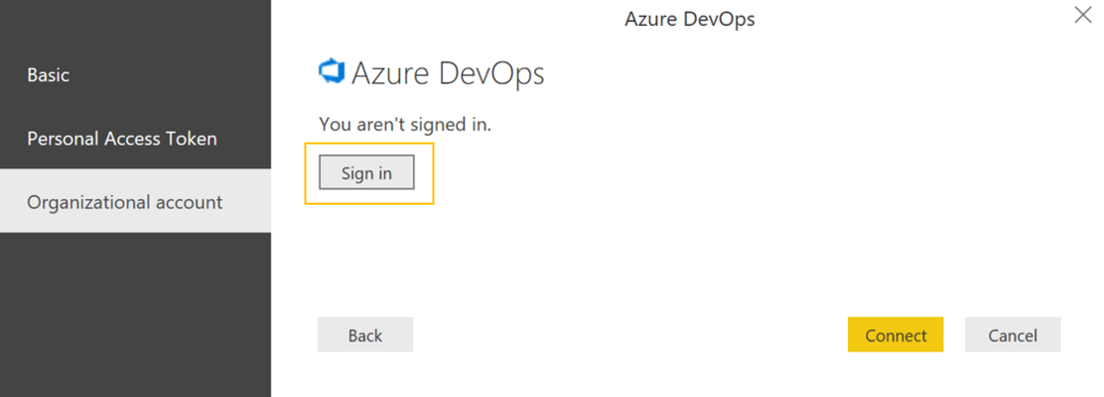 Azure DevOps
Basic
Personal Access Token
Organizational account
Azure DevOps
You aren't signed in.
Sign in
Back
Connect
Cancel